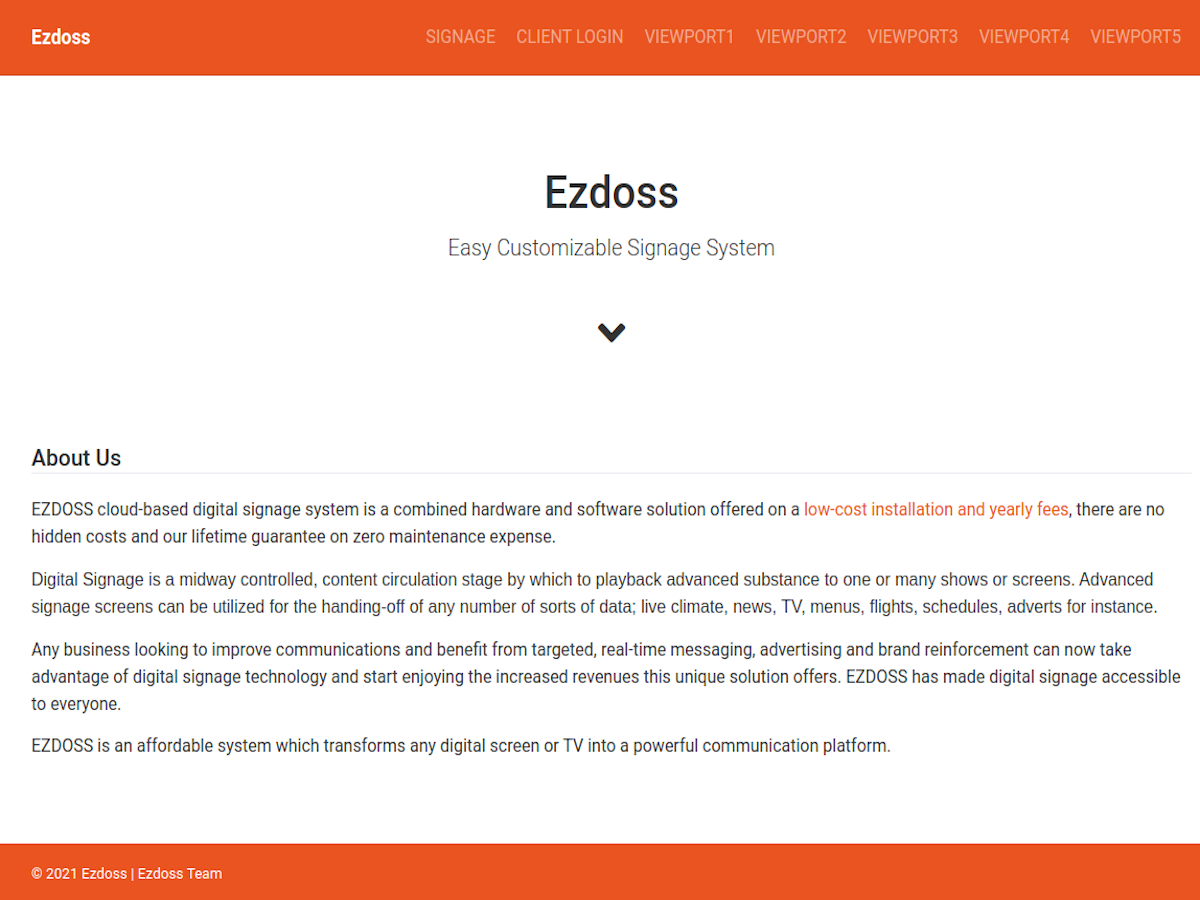 Ezdoss
SIGNAGE
CLIENT LOGIN
VIEWPORT1
VIEWPORT2
VIEWPORT3
VIEWPORT4
VIEWPORT5
Ezdoss
Easy Customizable Signage System
About Us
EZDOSS cloud-based digital signage system is a combined hardware and software solution offered on a low-cost installation and yearly fees, there are no
hidden costs and our lifetime guarantee on zero maintenance expense.
Digital Signage is a midway controlled, content circulation stage by which to playback advanced substance to one or many shows or screens. Advanced
signage screens can be utilized for the handing-off of any number of sorts of data; live climate, news, TV, menus, flights, schedules, adverts for instance.
Any business looking to improve communications and benefit from targeted, real-time messaging, advertising and brand reinforcement can now take
advantage of digital signage technology and start enjoying the increased revenues this unique solution offers. EZDOSS has made digital signage accessible
to everyone.
EZDOSS is an affordable system which transforms any digital screen or TV into a powerful communication platform.
© 2021 Ezdoss | Ezdoss Team